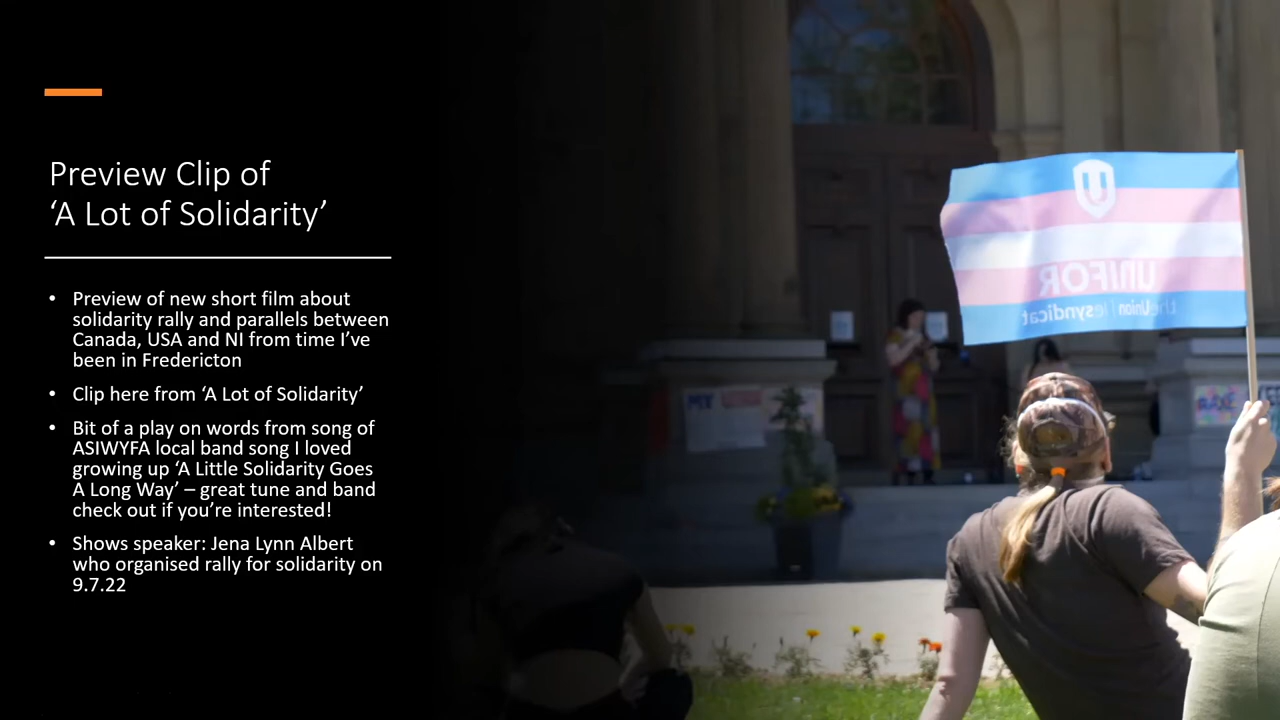 Preview Clip of
‘A Lot of Solidarity’
• Preview of new short film about
solidarity rally and parallels between
Canada, USA and NI from time I’ve
been in Fredericton
• Clip here from ‘A Lot of Solidarity’
• Bit of a play on words from song of
ASIWYFA local band song I loved
growing up ‘A Little Solidarity Goes
A Long Way’ – great tune and band
check out if you’re interested!
• Shows speaker: Jena Lynn Albert
who organised rally for solidarity on
9.7.22
UNIFOR
theUnion lesyndicat
MY